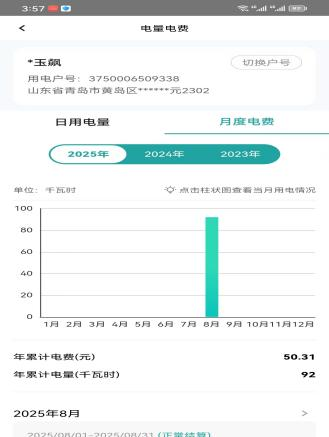 3:57
电量电费
*玉飙
切换户号
用电户号：3750006509338
山东省青岛市黄岛区******元2302
日用电量
月度电费
2025年
2024年
2023年
单位：千瓦时
点击柱状图查看当月用电情况
100
80
60
40
20
0
1月 2月 3月 4月 5月 6月 7月 8月 9月 10月11月12月
年累计电费(元)
50.31
年累计电量(千瓦时)
92
2025年8月
2025/08/01-2025/08/31 (正常结算)